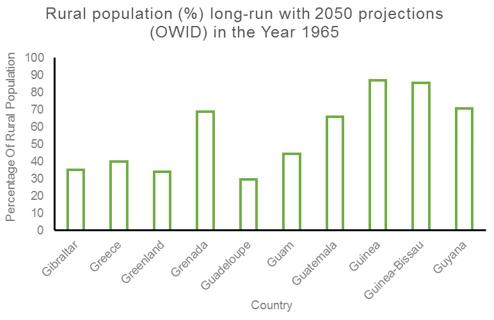 Rural population (%) long-run with 2050 projections
(OWID) in the Year 1965
Percentage Of Rural Population
100
90
80
70
60
50
40
30
20
10
0
Gibraltar
Greece
Greenland
Grenada
Guadeloupe
Guam
Guatemala
Guinea
Guinea-Bissau
Guyana
Country